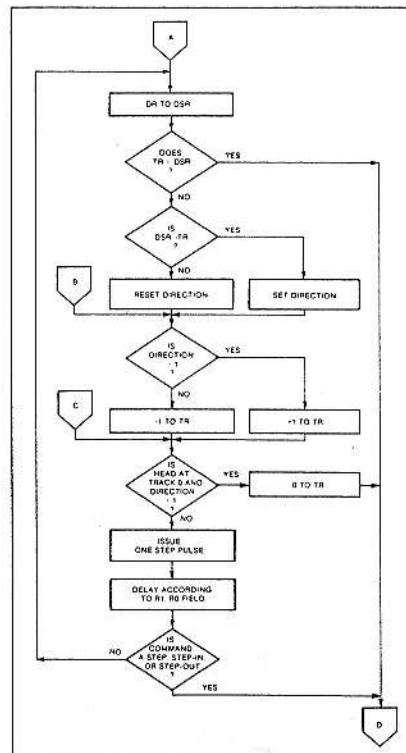 A
DR TO DSR
DOES
TR = DSR
?
YES
NO
IS
DSR > TR
?
YES
NO
B
RESET DIRECTION
SET DIRECTION
IS
DIRECTION
?
YES
NO
C
-1 TO TR
+1 TO TR
IS
HEAD AT
TRACK 0 AND
DIRECTION
?
YES
0 TO TR
NO
ISSUE
ONE STEP PULSE
DELAY ACCORDING
TO R1, R0 FIELD
IS
COMMAND
A STEP, STEP-IN,
OR STEP-OUT
?
NO
YES
D